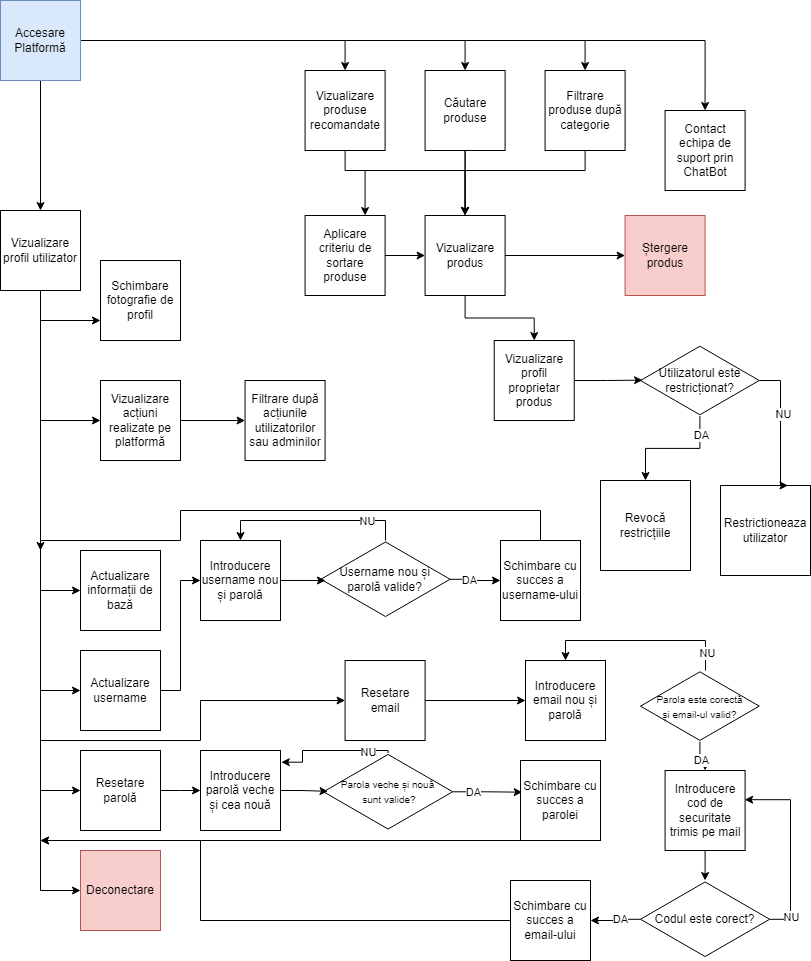 Accesare
Platformă
Vizualizare
produse
recomandate
Căutare
produse
Filtrare
produse după
categorie
Contact
echipa de
suport prin
ChatBot
Vizualizare
profil utilizator
Aplicare
criteriu de
sortare
produse
Vizualizare
produs
Ștergere
produs
Schimbare
fotografie de
profil
Vizualizare
profil
proprietar
produs
Utilizatorul este
restricționat?
NU
DA
Vizualizare
acțiuni
realizate pe
platformă
Filtrare după
acțiunile
utilizatorilor
sau adminilor
Revocă
restricțiile
Restrictioneaza
utilizator
NU
Actualizare
informații de
bază
Introducere
username nou
și parolă
Username nou și
parolă valide?
DA
Schimbare cu
succes a
username-ului
Actualizare
username
Resetare
email
Introducere
email nou și
parolă
NU
Parola este corectă
și email-ul valid?
DA
Resetare
parolă
Introducere
parolă veche
și cea nouă
NU
Parola veche și nouă
sunt valide?
DA
Schimbare cu
succes a
parolei
Introducere
cod de
securitate
trimis pe mail
Deconectare
Schimbare cu
succes a
email-ului
DA
Codul este corect?
NU